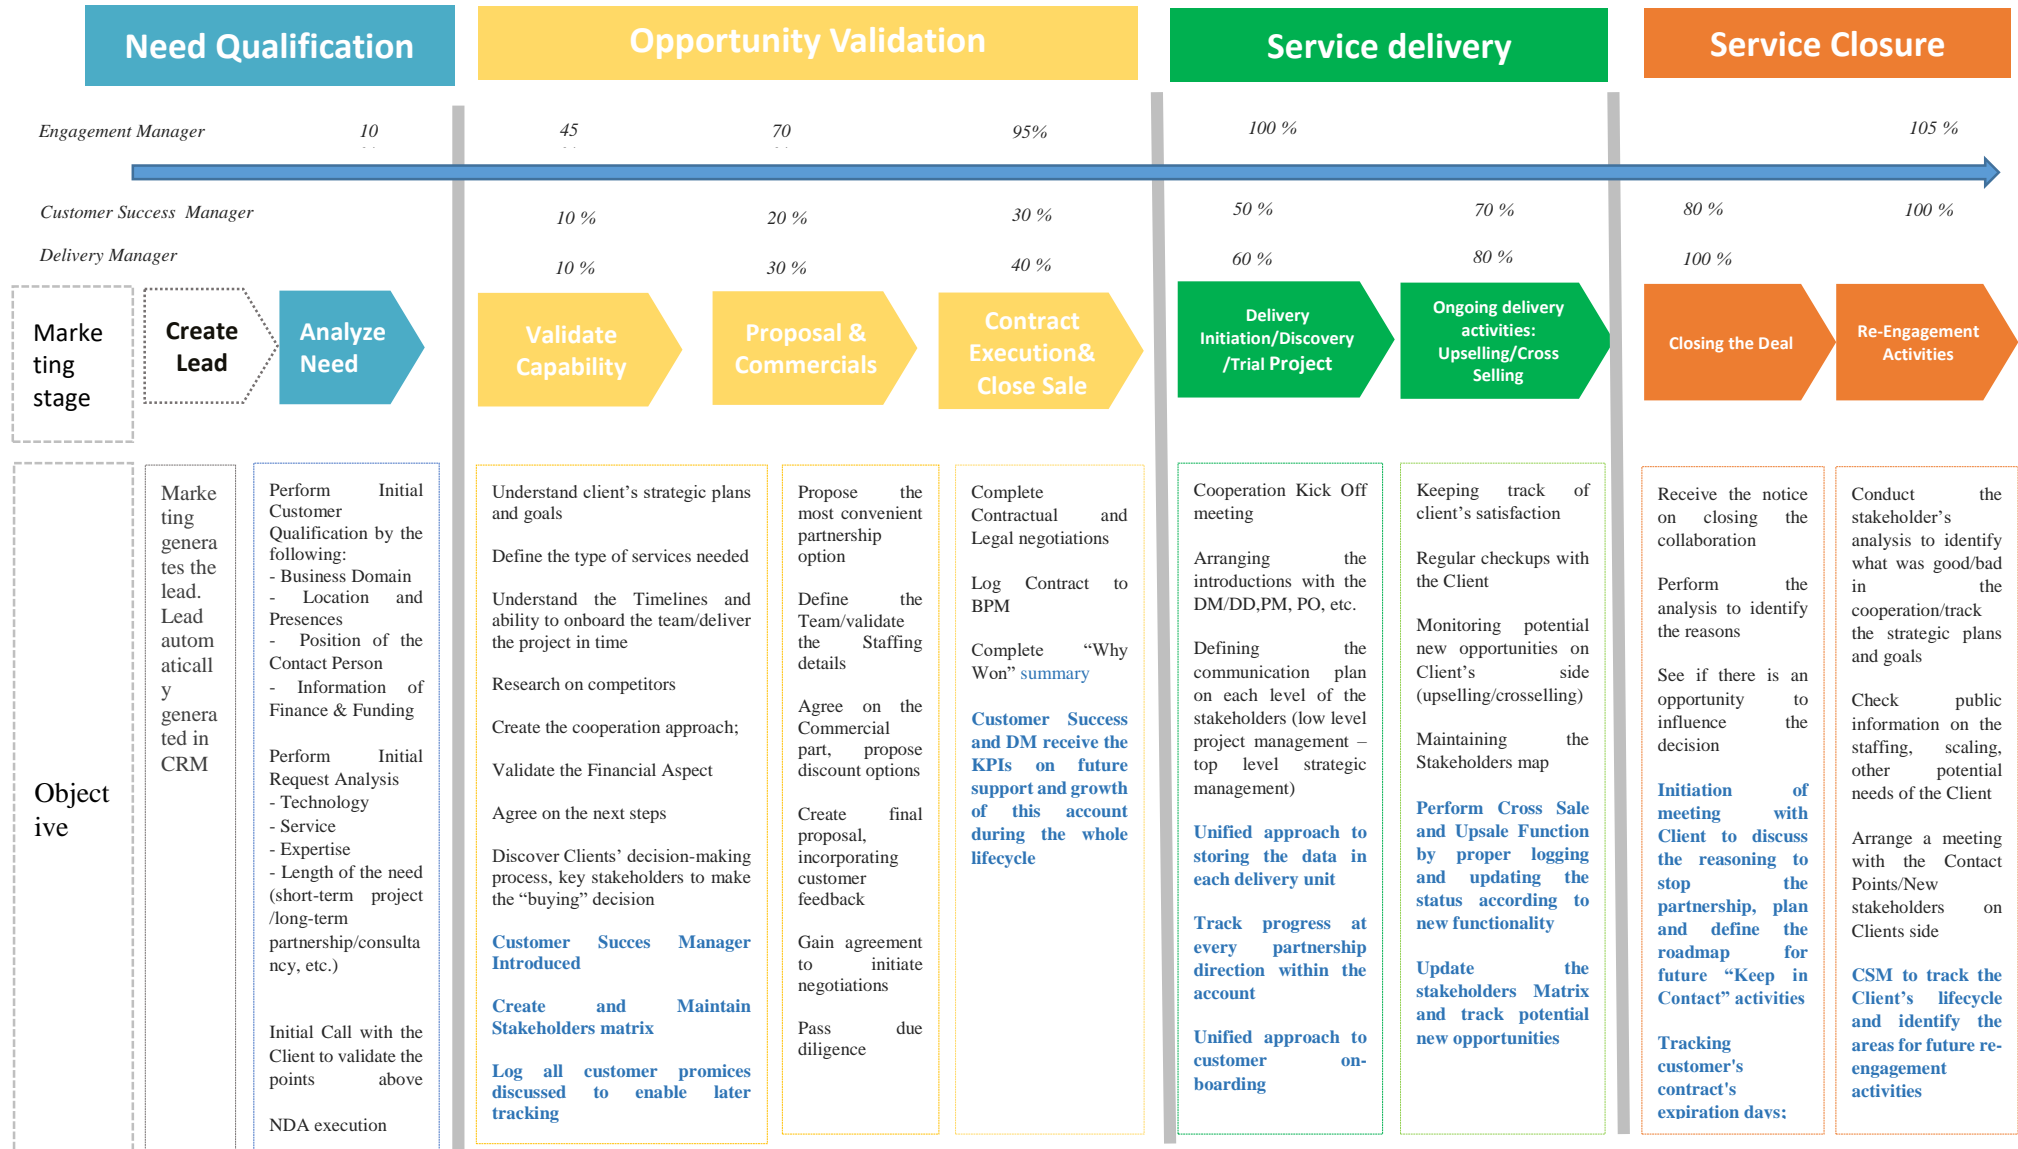 Need Qualification
Opportunity Validation
Service delivery
Service Closure
Engagement Manager
10
45
70
95%
100 %
105 %
Customer Success Manager
10 %
20 %
30 %
50 %
70 %
80 %
100 %
Delivery Manager
10 %
30 %
40 %
60 %
80 %
100 %
Marke
ting
stage
Create
Lead
Analyze
Need
Validate
Capability
Proposal &
Commercials
Contract
Execution&
Close Sale
Delivery
Initiation/Discovery
/Trial Project
Ongoing delivery
activities:
Upselling/Cross
Selling
Closing the Deal
Re-Engagement
Activities
Object
ive
Marke
ting
genera
tes the
lead.
Lead
autom
aticall
y
genera
ted in
CRM
Perform Initial
Customer
Qualification by the
following:
- Business Domain
- Location and
Presences
- Position of the
Contact Person
- Information of
Finance & Funding
Perform Initial
Request Analysis
- Technology
- Service
- Expertise
- Length of the need
(short-term project
/long-term
partnership/consulta
ncy, etc.)
Initial Call with the
Client to validate the
points above
NDA execution
Understand client’s strategic plans
and goals
Define the type of services needed
Understand the Timelines and
ability to onboard the team/deliver
the project in time
Research on competitors
Create the cooperation approach;
Validate the Financial Aspect
Agree on the next steps
Discover Clients’ decision-making
process, key stakeholders to make
the “buying” decision
Customer Succes Manager
Introduced
Create and Maintain
Stakeholders matrix
Log all customer promices
discussed to enable later
tracking
Propose the
most convenient
partnership
option
Define the
Team/validate
the Staffing
details
Agree on the
Commercial
part, propose
discount options
Create final
proposal,
incorporating
customer
feedback
Gain agreement
to initiate
negotiations
Pass due
diligence
Complete
Contractual and
Legal negotiations
Log Contract to
BPM
Complete “Why
Won” summary
Customer Success
and DM receive the
KPIs on future
support and growth
of this account
during the whole
lifecycle
Cooperation Kick Off
meeting
Arranging the
introductions with the
DM/DD,PM, PO, etc.
Defining the
communication plan
on each level of the
stakeholders (low level
project management –
top level strategic
management)
Unified approach to
storing the data in
each delivery unit
Track progress at
every partnership
direction within the
account
Unified approach to
customer on-
boarding
Keeping track of
client’s satisfaction
Regular checkups with
the Client
Monitoring potential
new opportunities on
Client’s side
(upselling/crosselling)
Maintaining the
Stakeholders map
Perform Cross Sale
and Upsale Function
by proper logging
and updating the
status according to
new functionality
Update the
stakeholders Matrix
and track potential
new opportunities
Receive the notice
on closing the
collaboration
Perform the
analysis to identify
the reasons
See if there is an
opportunity to
influence the
decision
Initiation of
meeting with
Client to discuss
the reasoning to
stop the
partnership, plan
and define the
roadmap for
future “Keep in
Contact” activities
Tracking
customer's
contract's
expiration days;
Conduct the
stakeholder’s
analysis to identify
what was good/bad
in the
cooperation/track
the strategic plans
and goals
Check public
information on the
staffing, scaling,
other potential
needs of the Client
Arrange a meeting
with the Contact
Points/New
stakeholders on
Clients side
CSM to track the
Client’s lifecycle
and identify the
areas for future re-
engagement
activities